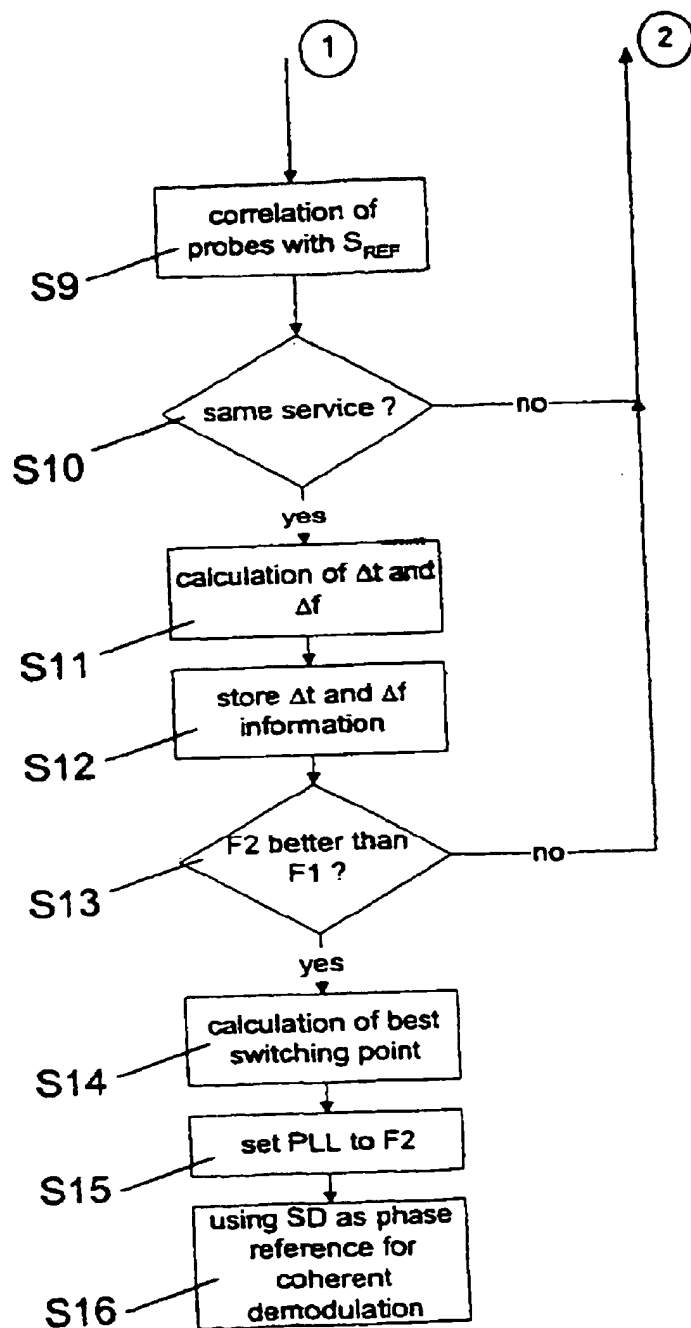 1
2
correlation of
probes with S_REF
S9
same service ?
no
S10
yes
calculation of Δt and
Δf
S11
store Δt and Δf
information
S12
F2 better than
F1 ?
no
S13
yes
calculation of best
switching point
S14
set PLL to F2
S15
using SD as phase
reference for
coherent
demodulation
S16